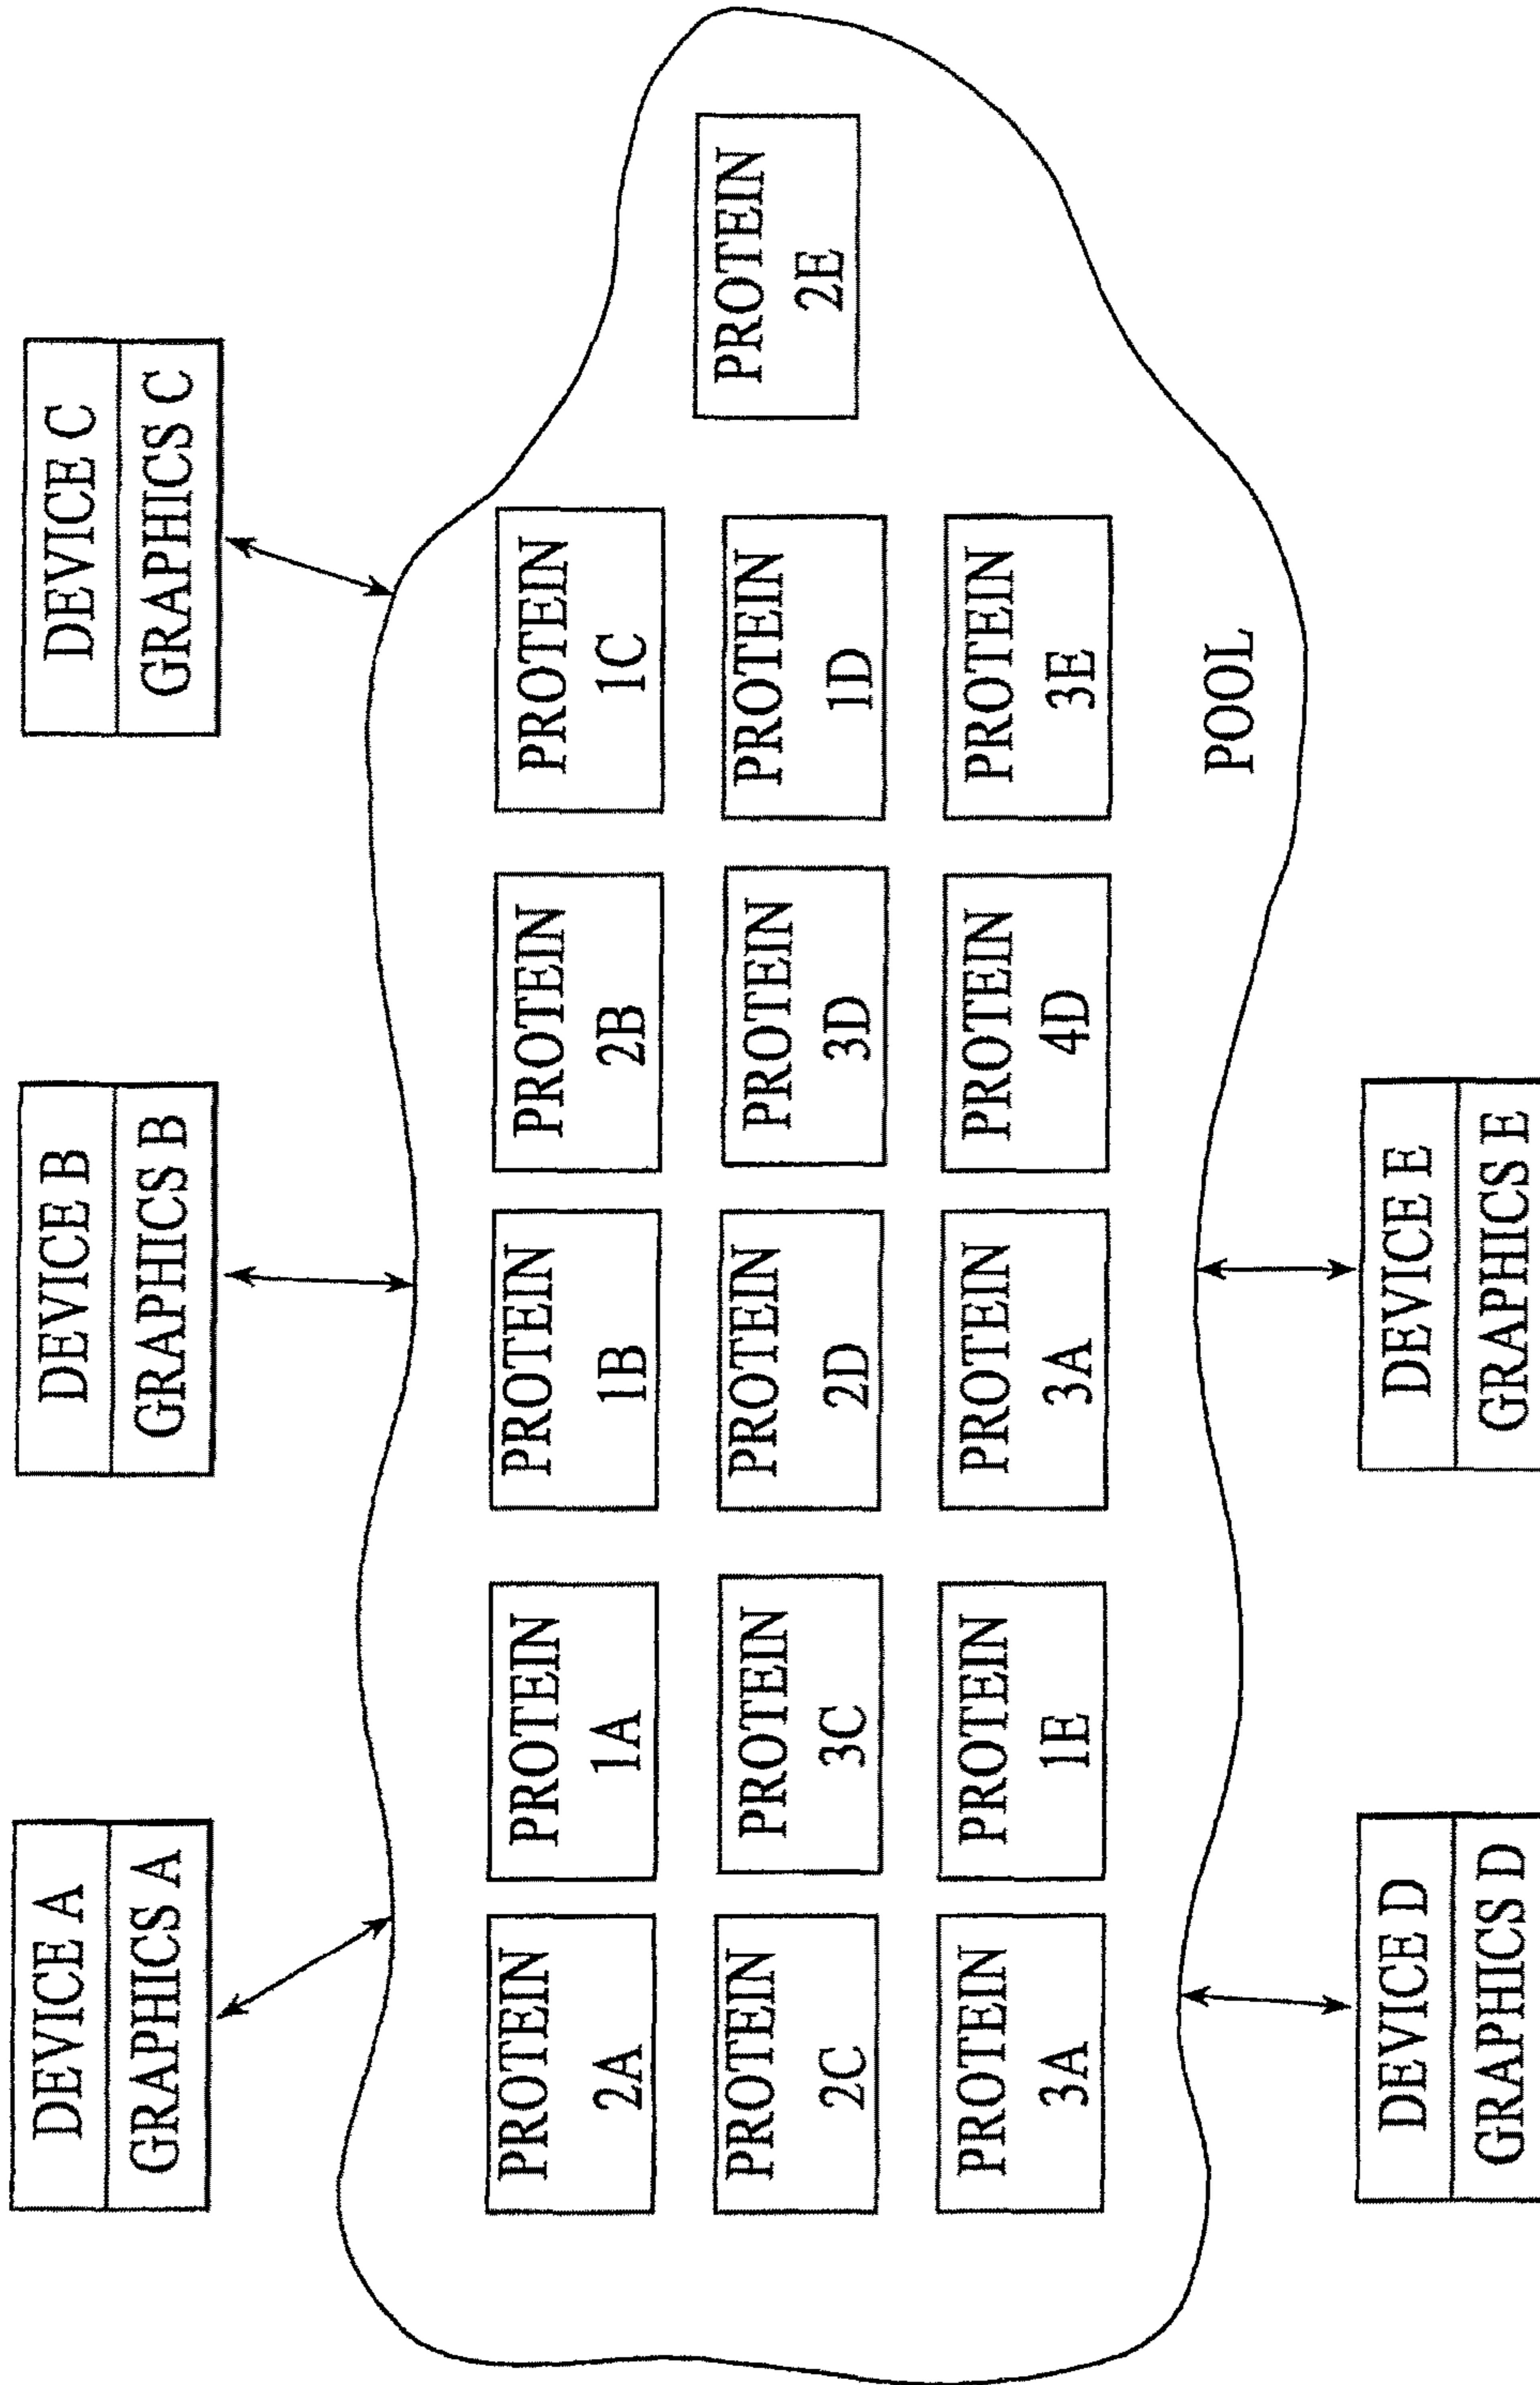 DEVICE A
GRAPHICS A
DEVICE B
GRAPHICS B
DEVICE C
GRAPHICS C
PROTEIN
2A
PROTEIN
1A
PROTEIN
1B
PROTEIN
2B
PROTEIN
1C
PROTEIN
2C
PROTEIN
3C
PROTEIN
2D
PROTEIN
3D
PROTEIN
1D
PROTEIN
2E
PROTEIN
3A
PROTEIN
1E
PROTEIN
3A
PROTEIN
4D
PROTEIN
3E
POOL
DEVICE D
GRAPHICS D
DEVICE E
GRAPHICS E